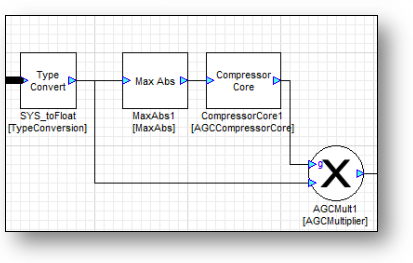 Type
Convert
SYS_toFloat
[TypeConversion]
Max Abs
MaxAbs1
[MaxAbs]
Compressor
Core
CompressorCore1
[AGCCompressorCore]
g
X
AGCMult1
[AGCMultiplier]